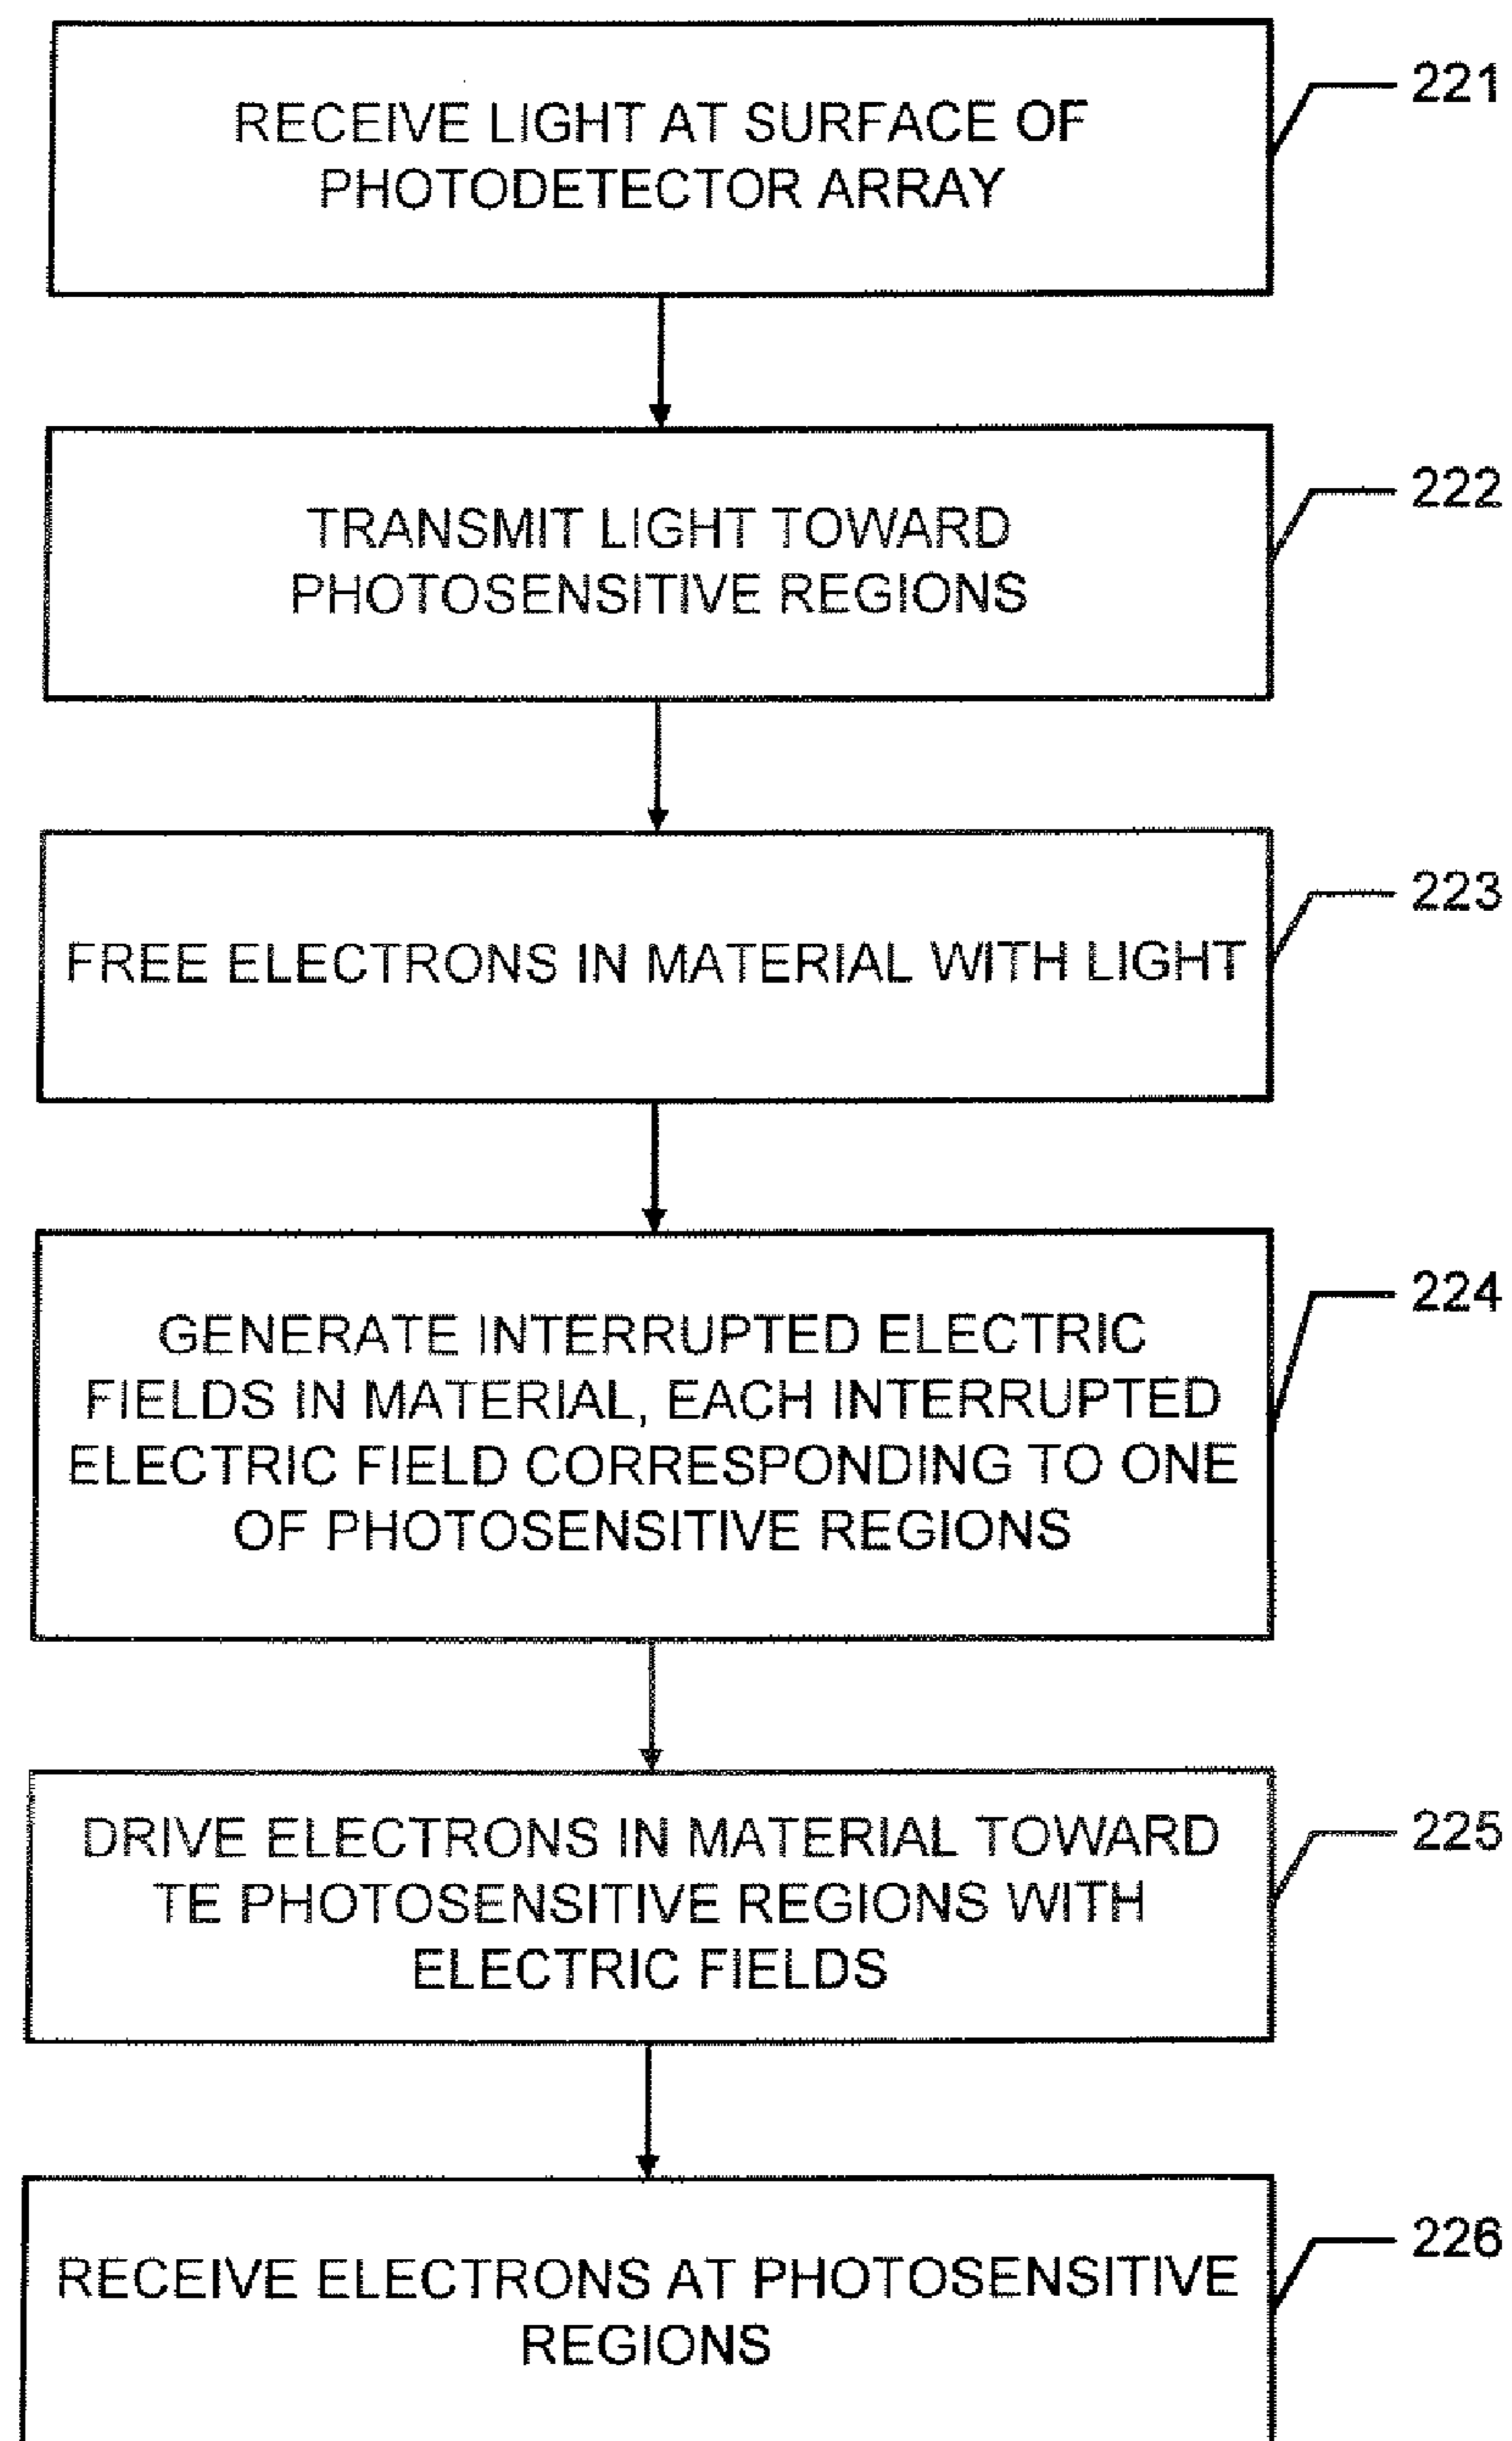 RECEIVE LIGHT AT SURFACE OF
PHOTODETECTOR ARRAY
221
TRANSMIT LIGHT TOWARD
PHOTOSENSITIVE REGIONS
222
FREE ELECTRONS IN MATERIAL WITH LIGHT
223
GENERATE INTERRUPTED ELECTRIC
FIELDS IN MATERIAL, EACH INTERRUPTED
ELECTRIC FIELD CORRESPONDING TO ONE
OF PHOTOSENSITIVE REGIONS
224
DRIVE ELECTRONS IN MATERIAL TOWARD
TE PHOTOSENSITIVE REGIONS WITH
ELECTRIC FIELDS
225
RECEIVE ELECTRONS AT PHOTOSENSITIVE
REGIONS
226